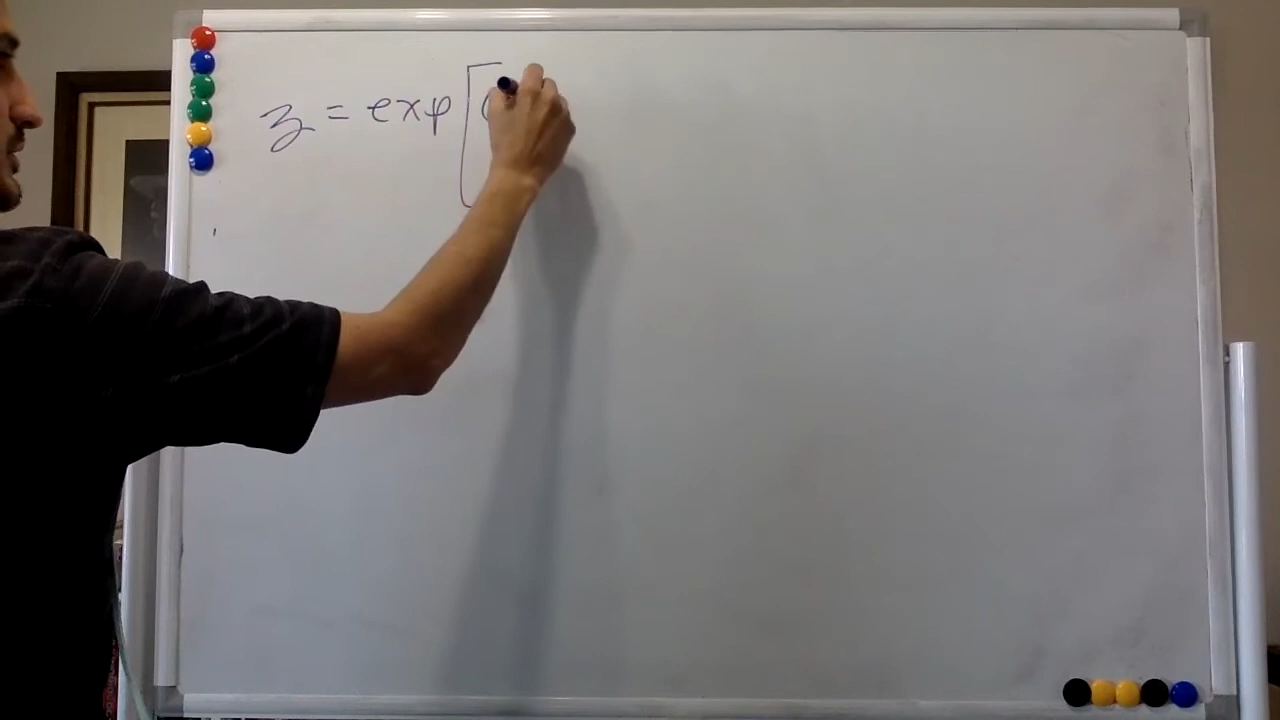 z = exp [